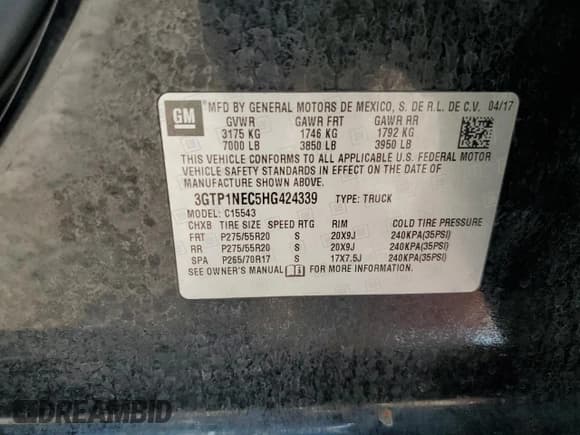 GM MFD BY GENERAL MOTORS DE MEXICO, S. DE R.L. DE C.V. 04/17
GVWR GAWR FRT GAWR RR
3175 KG 1746 KG 1792 KG
7000 LB 3850 LB 3950 LB
THIS VEHICLE CONFORMS TO ALL APPLICABLE U.S. FEDERAL MOTOR
VEHICLE SAFETY STANDARDS IN EFFECT ON THE DATE OF
MANUFACTURE SHOWN ABOVE.
3GTP1NEC5HG424339 TYPE: TRUCK
MODEL: C15543
CHXB TIRE SIZE SPEED RTG RIM COLD TIRE PRESSURE
FRT P275/55R20 S 20X9J 240KPA(35PSI)
RR P275/55R20 S 20X9J 240KPA(35PSI)
SPA P265/70R17 S 17X7.5J 240KPA(35PSI)
SEE OWNER'S MANUAL FOR MORE INFORMATION.
DREAMBID